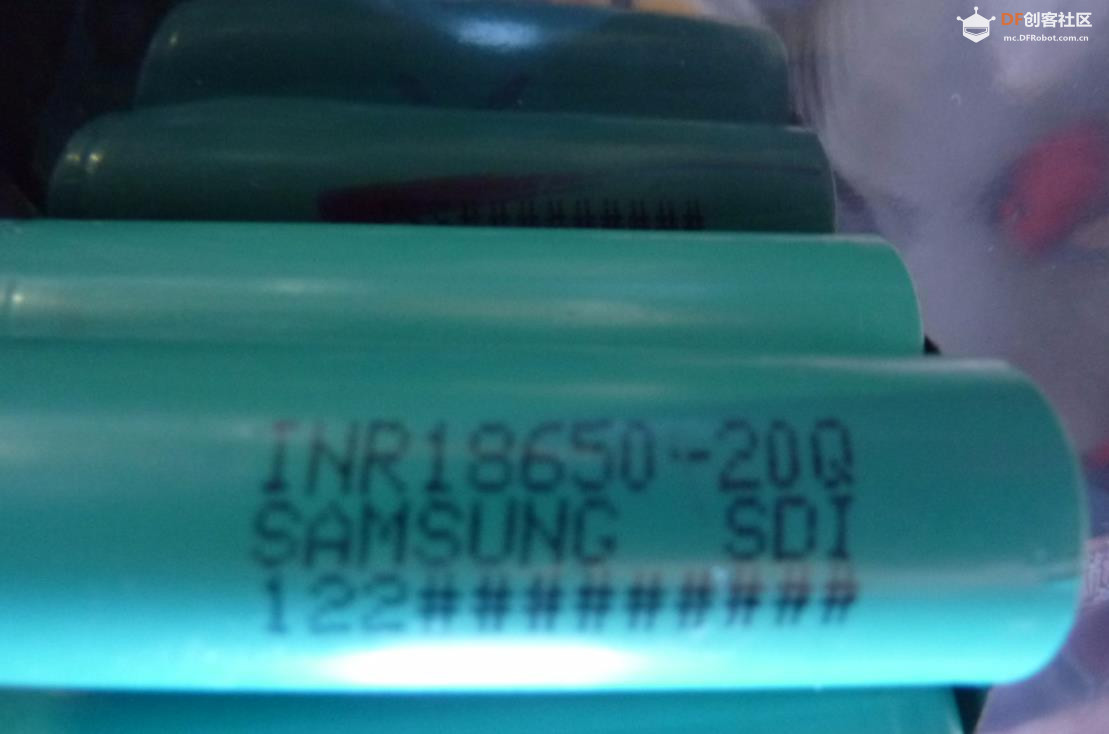 DF创客社区
mc.DFRobot.com.cn
INR18650--20Q
SAMSUNG SDI
122#########